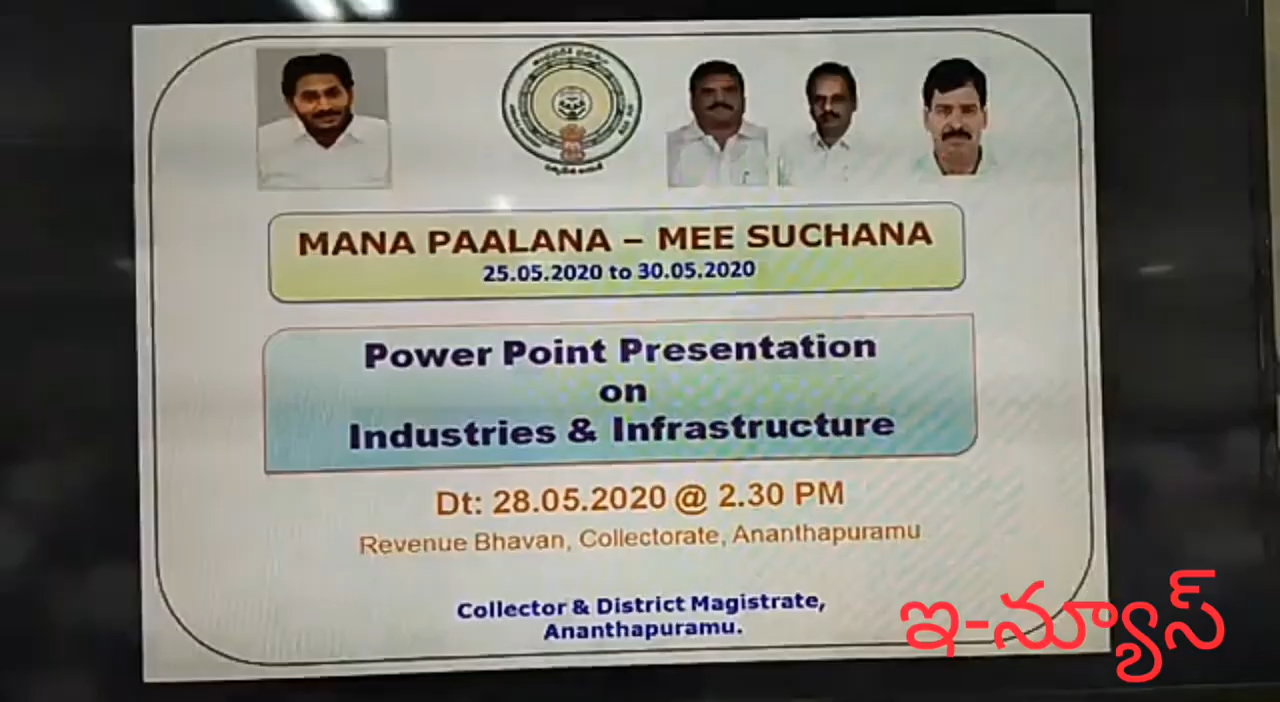 MANA PAALANA – MEE SUCHANA
25.05.2020 to 30.05.2020
Power Point Presentation
on
Industries & Infrastructure
Dt: 28.05.2020 @ 2.30 PM
Revenue Bhavan, Collectorate, Ananthapuramu
Collector & District Magistrate,
Ananthapuramu.
ఇ-న్యూస్